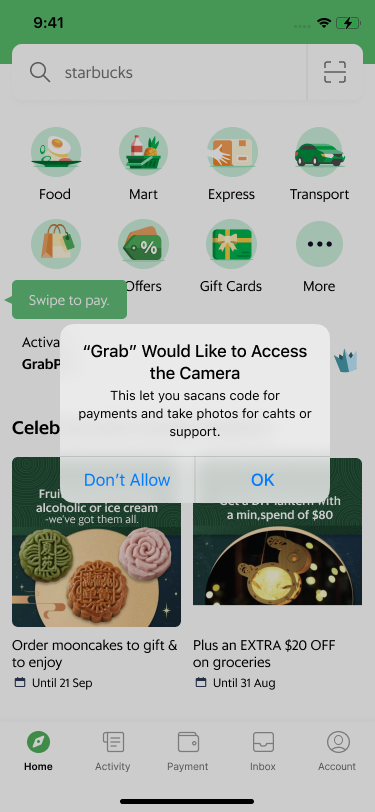 9:41
starbucks
Food
Mart
Express
Transport
%
Offers
Gift Cards
More
Swipe to pay.
Activa
GrabP
“Grab” Would Like to Access
the Camera
This let you sacans code for
payments and take photos for cahts or
support.
Don’t Allow
OK
Celeb
Fruit
alcoholic or ice cream
-we've got them all.
Get a DIY lantern with
a min,spend of $80
Order mooncakes to gift &
to enjoy
Until 21 Sep
Plus an EXTRA $20 OFF
on groceries
Until 31 Aug
Home
Activity
Payment
Inbox
Account